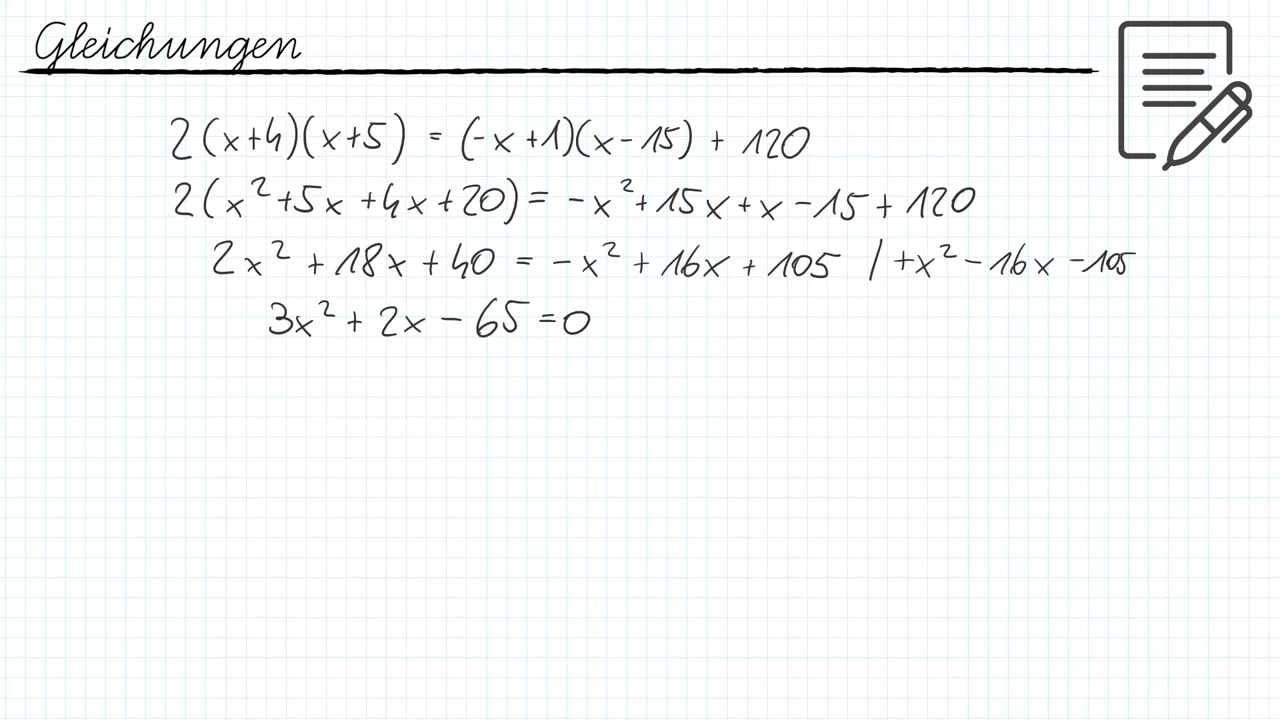 Gleichungen
2(x+4)(x+5) = (-x+1)(x-15) + 120
2(x²+5x+4x+20) = -x²+15x+x-15+120
2x²+18x+40 = -x²+16x+105 /+x²-16x-105
3x²+2x-65=0